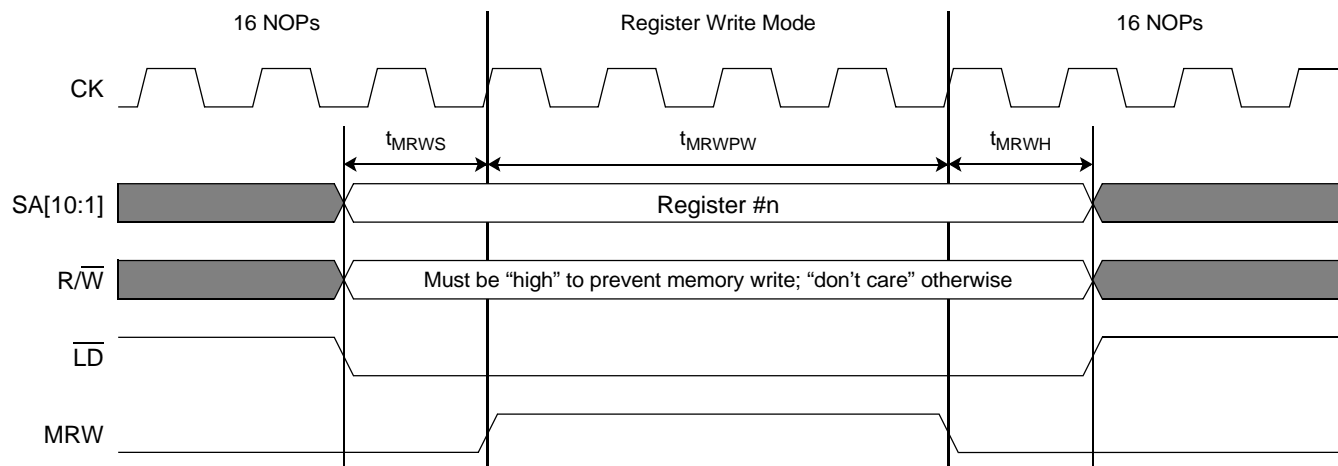 16 NOPs Register Write Mode 16 NOPs
CK
tMRWS tMRWPW tMRWH
SA[10:1] Register #n
R/W̅ Must be “high” to prevent memory write; “don’t care” otherwise
L̅D̅
MRW